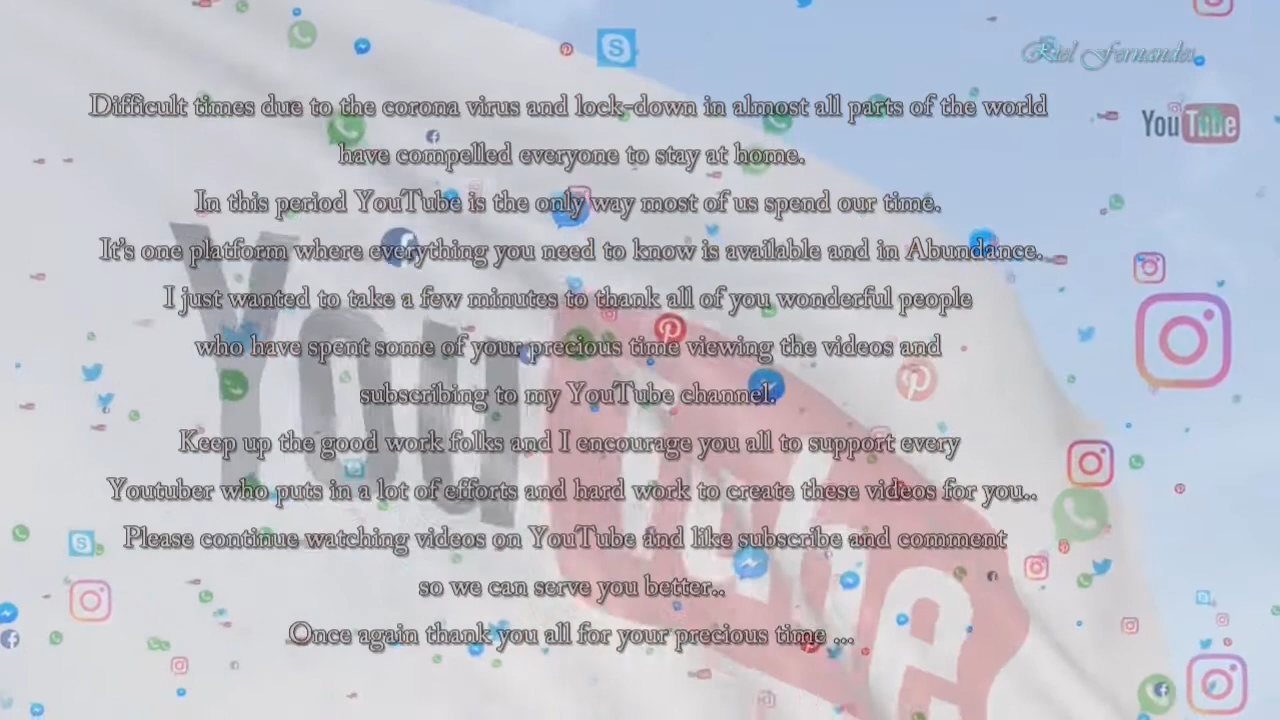 Riel Fernandes
Difficult times due to the corona virus and lock-down in almost all parts of the world
YouTube
have compelled everyone to stay at home.
In this period YouTube is the only way most of us spend our time.
It's one platform where everything you need to know is available and in Abundance.
I just wanted to take a few minutes to thank all of you wonderful people
who have spent some of your precious time viewing the videos and
subscribing to my YouTube channel.
Keep up the good work folks and I encourage you all to support every
Youtuber who puts in a lot of efforts and hard work to create these videos for you..
Please continue watching videos on YouTube and like subscribe and comment
so we can serve you better..
Once again thank you all for your precious time ...
YouTube